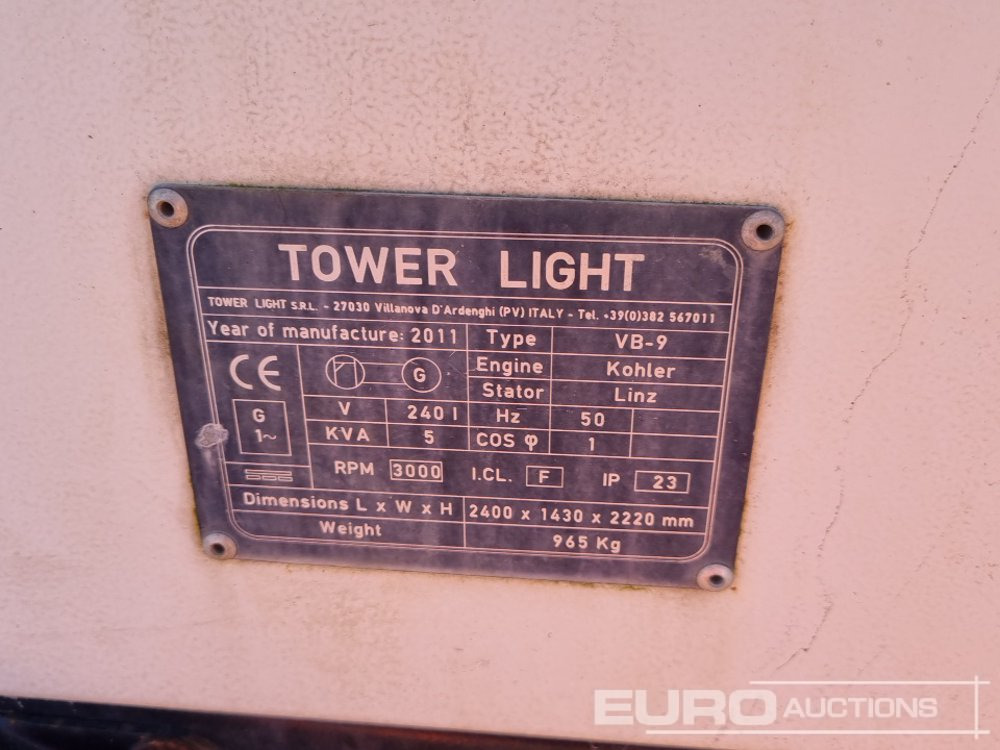 TOWER LIGHT
TOWER LIGHT S.R.L. - 27030 Villanova D'Ardenghi (PV) ITALY - Tel. +39(0)382 567011
Year of manufacture: 2011 Type VB-9
CE G Engine Kohler
Stator Linz
G 1~ V 240 I Hz 50
KVA 5 COS φ 1
RPM 3000 I.CL. F IP 23
Dimensions L x W x H 2400 x 1430 x 2220 mm
Weight 965 Kg
EURO AUCTIONS